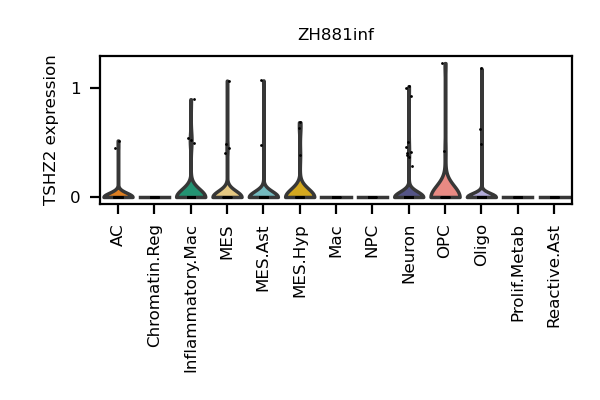 ZH881inf
TSHZ2 expression
1
0
AC
Chromatin.Reg
Inflammatory.Mac
MES
MES.Ast
MES.Hyp
Mac
NPC
Neuron
OPC
Oligo
Prolif.Metab
Reactive.Ast